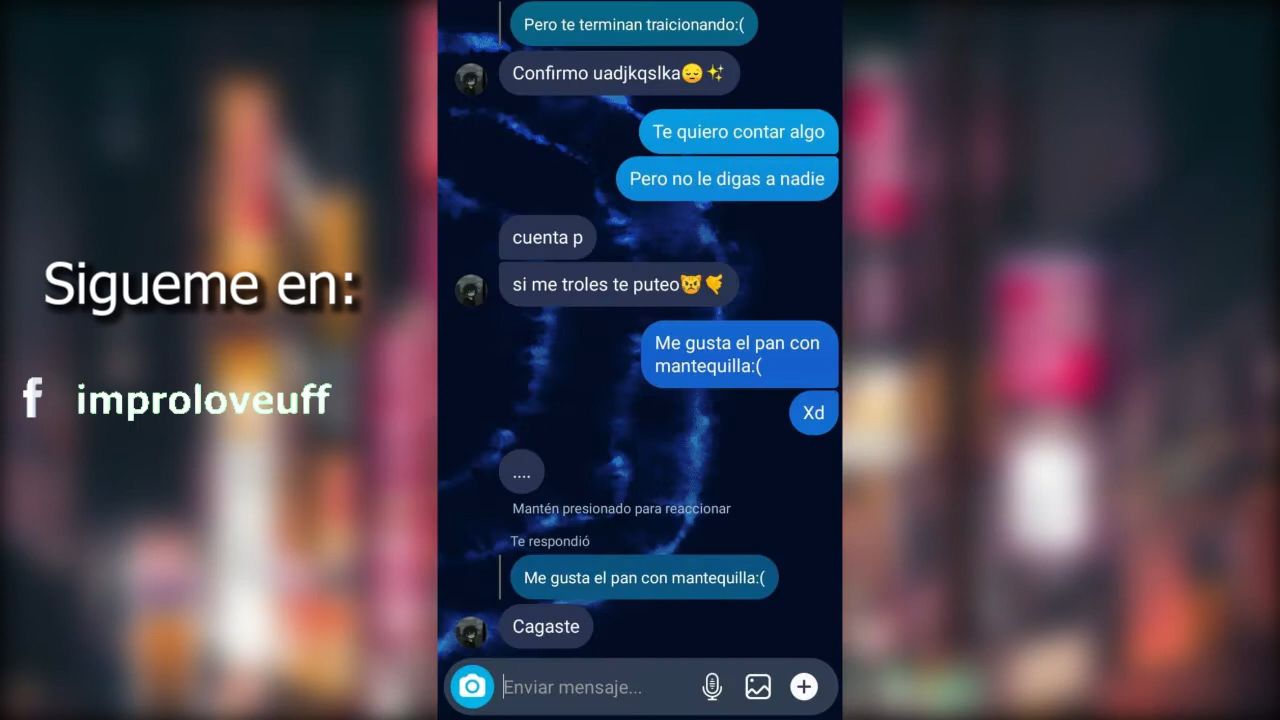 Pero te terminan traicionando:(
Confirmo uadjkqslka😔✨
Te quiero contar algo
Pero no le digas a nadie
cuenta p
si me troles te puteo😾🤙
Me gusta el pan con
mantequilla:(
Xd
....
Mantén presionado para reaccionar
Te respondió
Me gusta el pan con mantequilla:(
Cagaste
Enviar mensaje...
Sigueme en:
f improloveuff